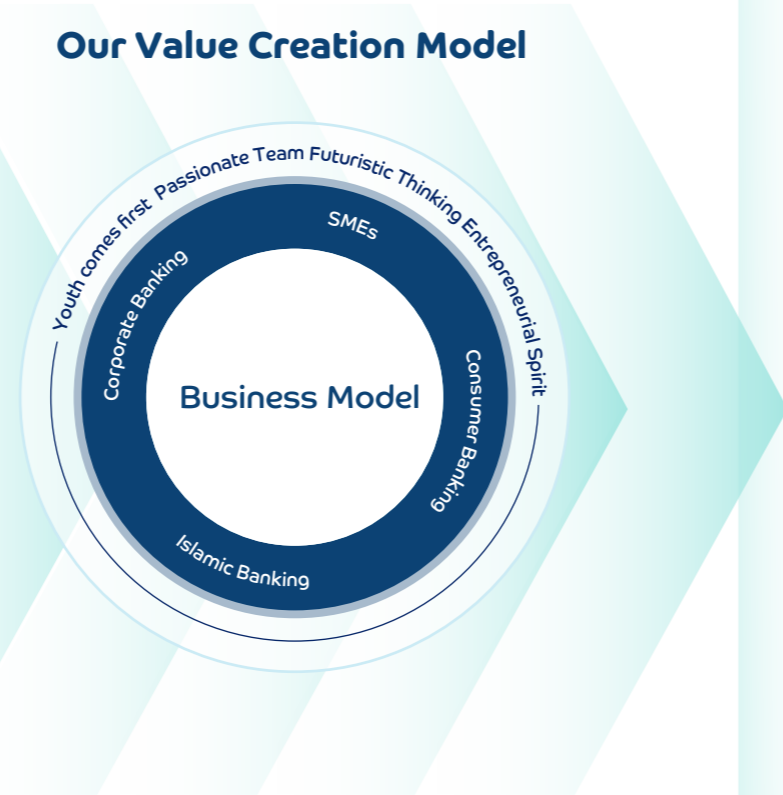 Our Value Creation Model
Youth comes first Passionate Team Futuristic Thinking Entrepreneurial Spirit
Corporate Banking
SMEs
Consumer Banking
Islamic Banking
Business Model